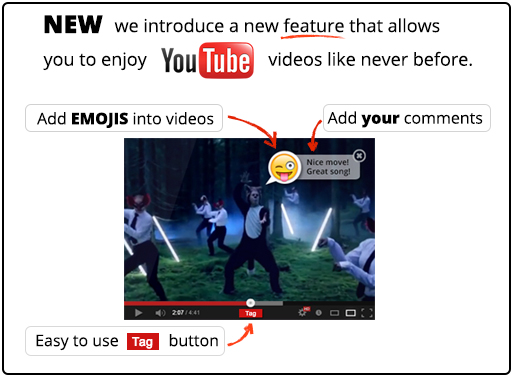 NEW we introduce a new feature that allows
you to enjoy YouTube videos like never before.
Add EMOJIS into videos
Add your comments
Nice move!
Great song!
2:07 / 4:41
Tag
Easy to use Tag button